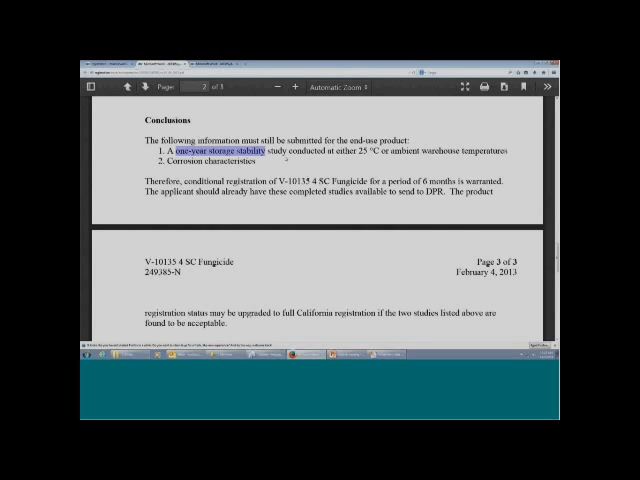 Page: 2 of 3
Automatic Zoom
Conclusions
The following information must still be submitted for the end-use product:
1. A one-year storage stability study conducted at either 25 °C or ambient warehouse temperatures
2. Corrosion characteristics
Therefore, conditional registration of V-10135 4 SC Fungicide for a period of 6 months is warranted.
The applicant should already have these completed studies available to send to DPR. The product
V-10135 4 SC Fungicide
Page 3 of 3
249385-N
February 4, 2013
registration status may be upgraded to full California registration if the two studies listed above are
found to be acceptable.